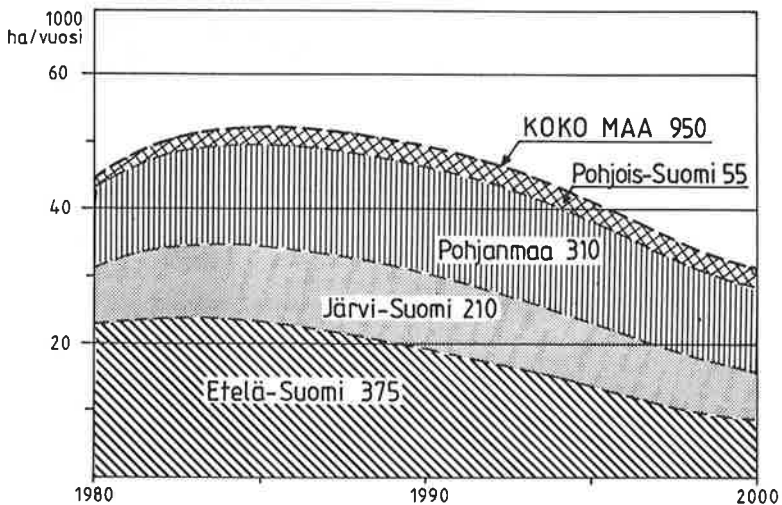 1000
ha/vuosi
60
KOKO MAA 950
Pohjois-Suomi 55
40
Pohjanmaa 310
Järvi-Suomi 210
20
Etelä-Suomi 375
1980
1990
2000